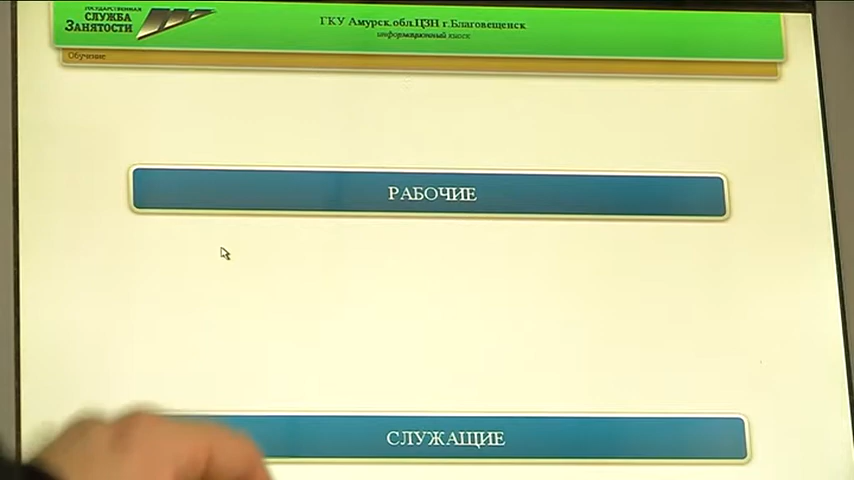 ГОСУДАРСТВЕННАЯ
СЛУЖБА
ЗАНЯТОСТИ
ГКУ Амурск.обл.ЦЗН г.Благовещенск
информационный киоск
Обучение
РАБОЧИЕ
СЛУЖАЩИЕ